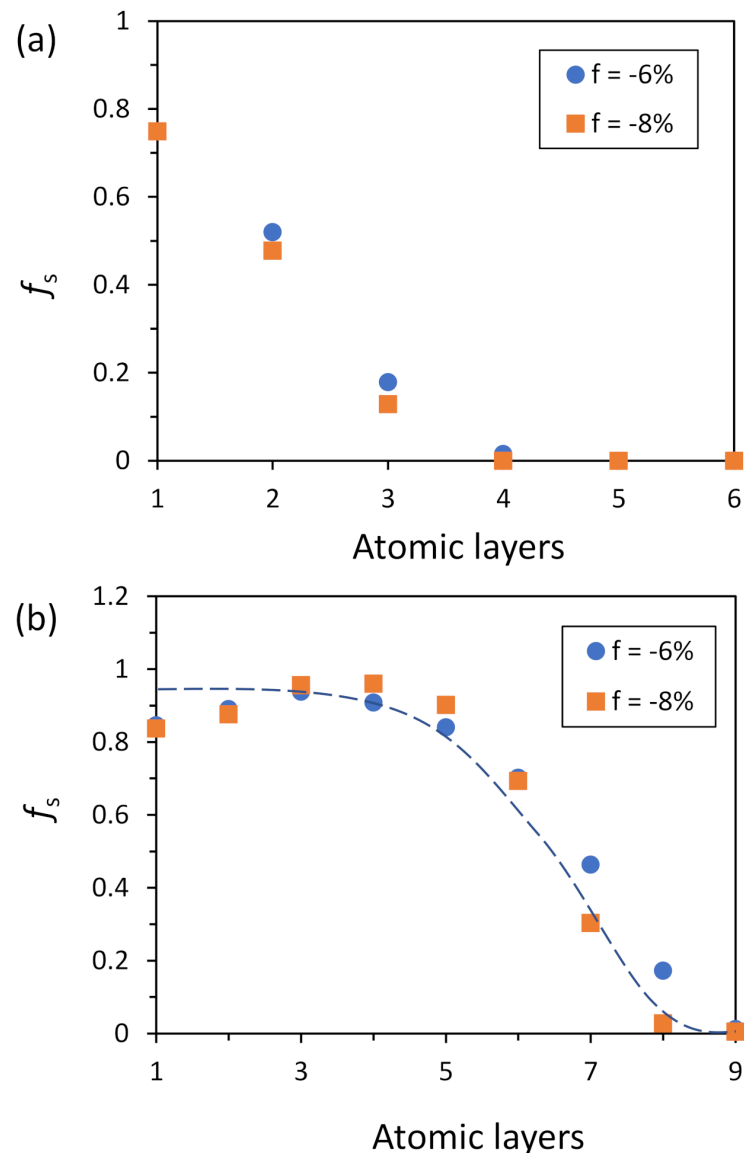 (a)
1
0.8
0.6
0.4
0.2
0
f = -6%
f = -8%
fs
1 2 3 4 5 6
Atomic layers
(b)
1.2
1
0.8
0.6
0.4
0.2
0
f = -6%
f = -8%
fs
1 3 5 7 9
Atomic layers